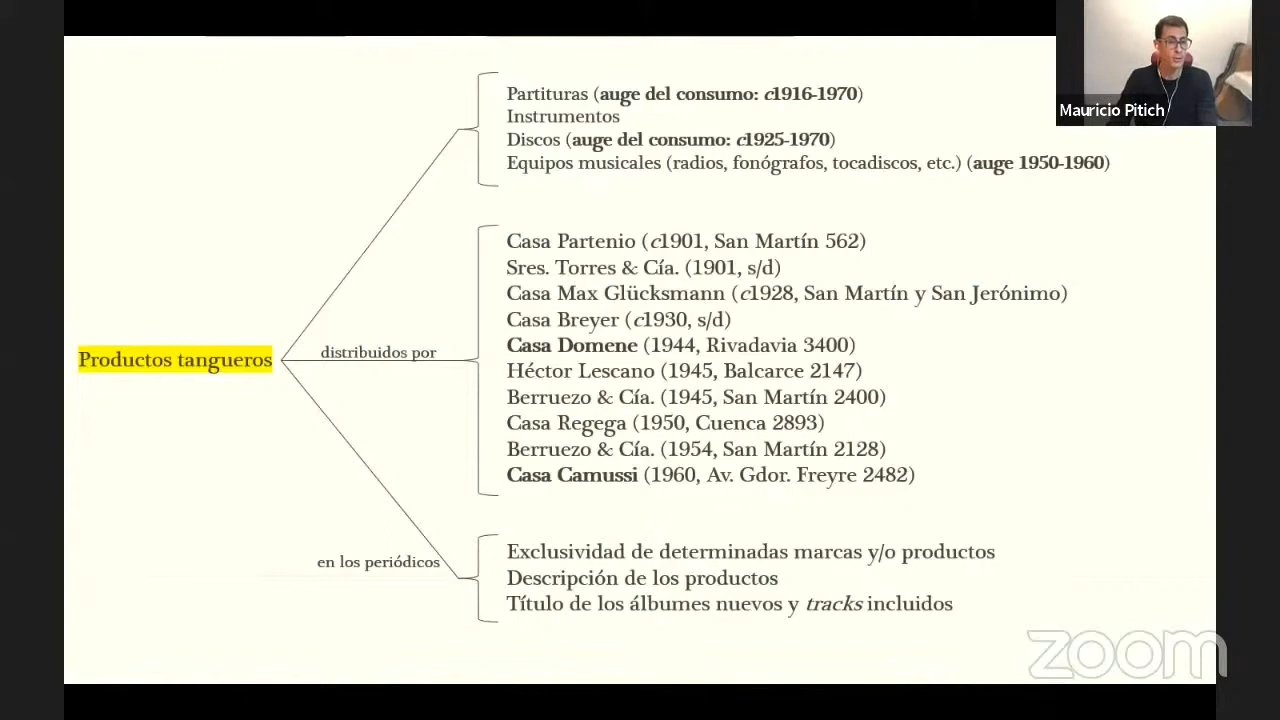 Partituras (auge del consumo: c1916-1970)
Instrumentos
Discos (auge del consumo: c1925-1970)
Equipos musicales (radios, fonógrafos, tocadiscos, etc.) (auge 1950-1960)
Mauricio Pitich
Productos tangueros
distribuidos por
Casa Partenio (c1901, San Martín 562)
Sres. Torres & Cía. (1901, s/d)
Casa Max Glücksmann (c1928, San Martín y San Jerónimo)
Casa Breyer (c1930, s/d)
Casa Domene (1944, Rivadavia 3400)
Héctor Lescano (1945, Balcarce 2147)
Berruezo & Cía. (1945, San Martín 2400)
Casa Regega (1950, Cuenca 2893)
Berruezo & Cía. (1954, San Martín 2128)
Casa Camussi (1960, Av. Gdor. Freyre 2482)
en los periódicos
Exclusividad de determinadas marcas y/o productos
Descripción de los productos
Título de los álbumes nuevos y tracks incluidos
zoom